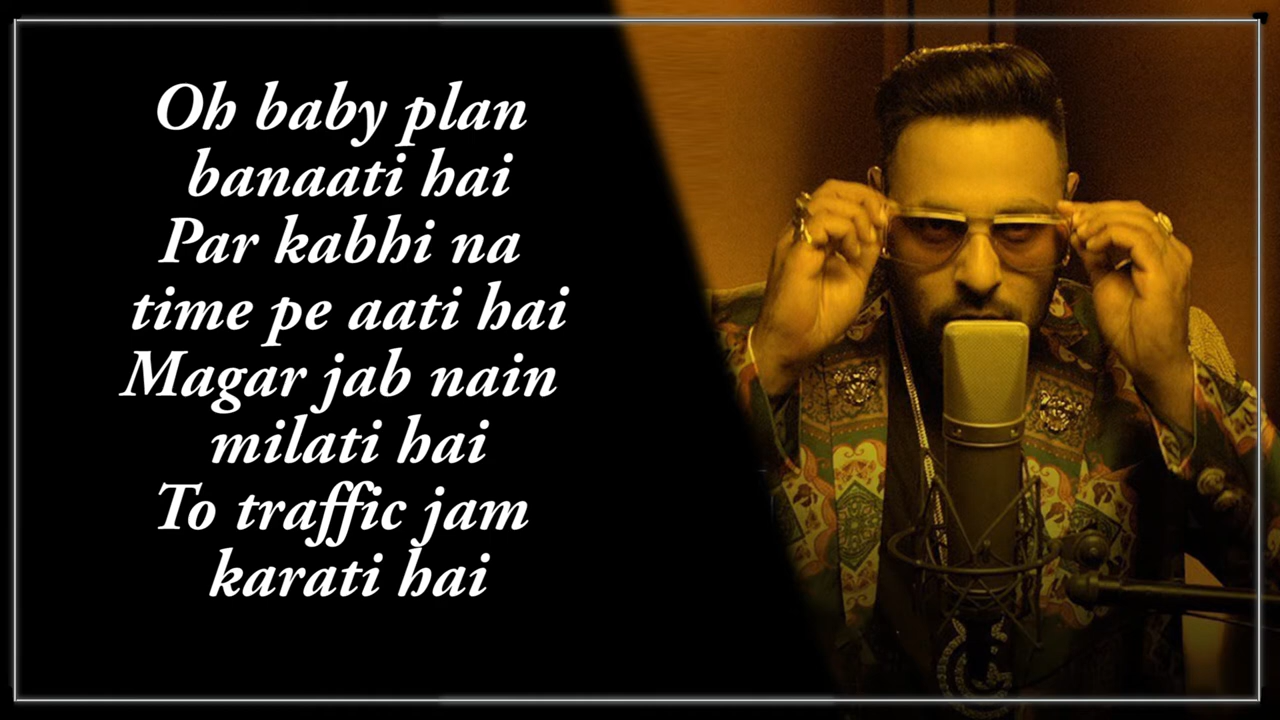 Oh baby plan
banaati hai
Par kabhi na
time pe aati hai
Magar jab nain
milati hai
To traffic jam
karati hai